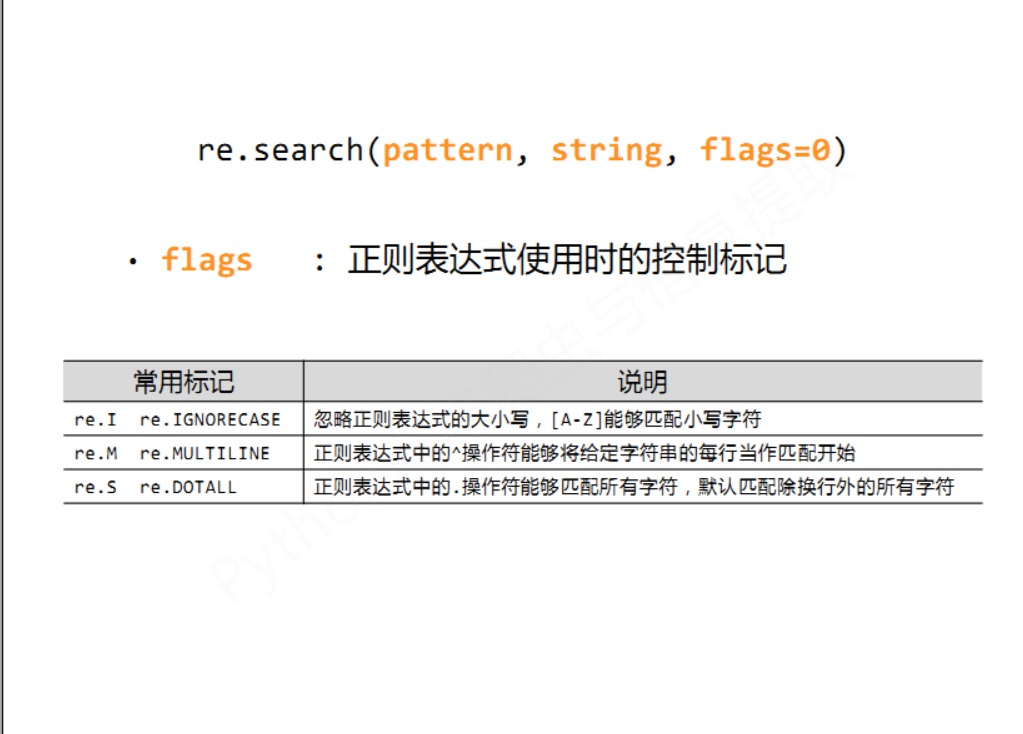 re.search(pattern, string, flags=0)
· flags : 正则表达式使用时的控制标记
常用标记 说明
re.I re.IGNORECASE 忽略正则表达式的大小写，[A-Z]能够匹配小写字符
re.M re.MULTILINE 正则表达式中的^操作符能够将给定字符串的每行当作匹配开始
re.S re.DOTALL 正则表达式中的.操作符能够匹配所有字符，默认匹配除换行外的所有字符